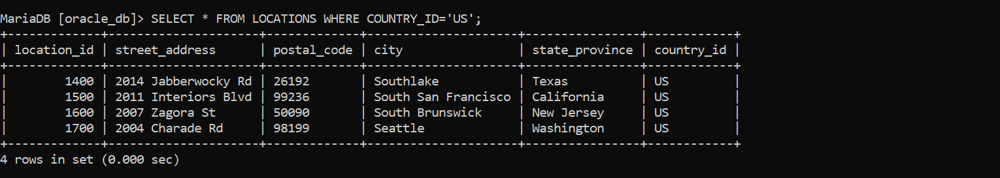 MariaDB [oracle_db]> SELECT * FROM LOCATIONS WHERE COUNTRY_ID='US';
+-------------+---------------------+-------------+---------------------+----------------+------------+
| location_id | street_address      | postal_code | city                | state_province | country_id |
+-------------+---------------------+-------------+---------------------+----------------+------------+
|        1400 | 2014 Jabberwocky Rd | 26192       | Southlake           | Texas          | US         |
|        1500 | 2011 Interiors Blvd | 99236       | South San Francisco | California     | US         |
|        1600 | 2007 Zagora St      | 50090       | South Brunswick     | New Jersey     | US         |
|        1700 | 2004 Charade Rd     | 98199       | Seattle             | Washington     | US         |
+-------------+---------------------+-------------+---------------------+----------------+------------+
4 rows in set (0.000 sec)